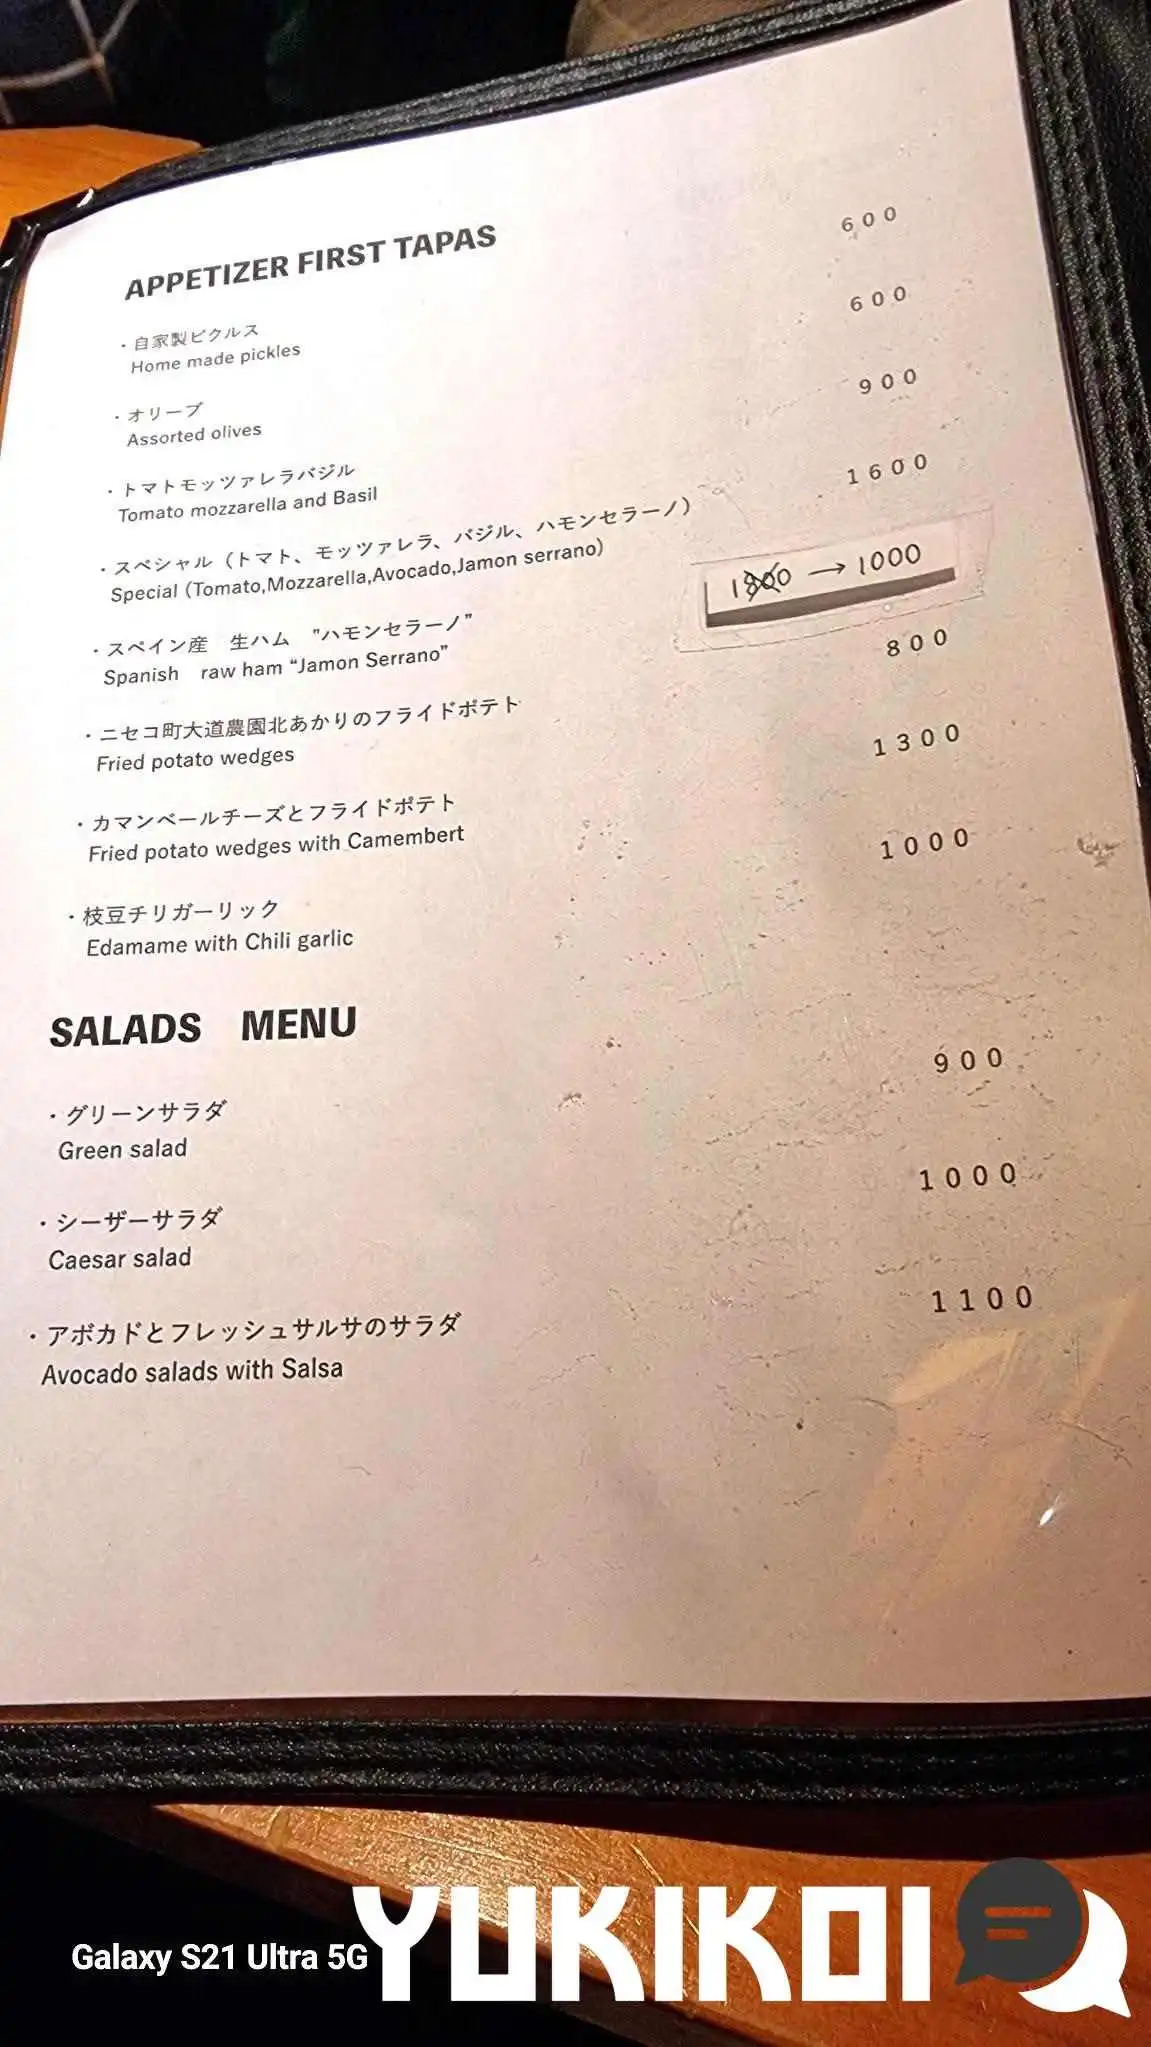 APPETIZER FIRST TAPAS
・自家製ピクルス 600
Home made pickles
・オリーブ 600
Assorted olives
・トマトモッツァレラバジル 900
Tomato mozzarella and Basil
・スペシャル（トマト、モッツァレラ、バジル、ハモンセラーノ） 1600
Special (Tomato,Mozzarella,Avocado,Jamon serrano)
・スペイン産　生ハム　"ハモンセラーノ" →1000
Spanish　raw ham “Jamon Serrano”
・ニセコ町大道農園北あかりのフライドポテト 800
Fried potato wedges
・カマンベールチーズとフライドポテト 1300
Fried potato wedges with Camembert
・枝豆チリガーリック 1000
Edamame with Chili garlic
SALADS　MENU
・グリーンサラダ 900
Green salad
・シーザーサラダ 1000
Caesar salad
・アボカドとフレッシュサルサのサラダ 1100
Avocado salads with Salsa
Galaxy S21 Ultra 5G
YUKIKOI